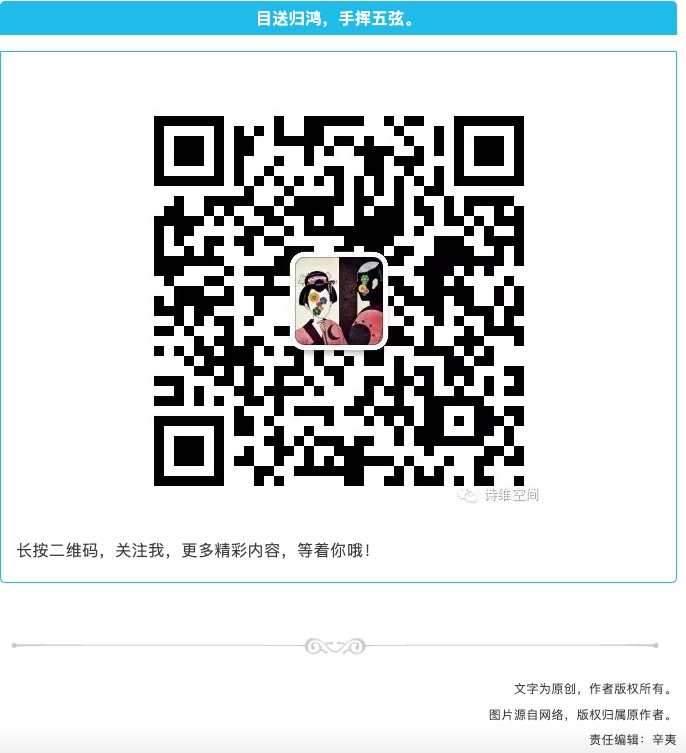 目送归鸿，手挥五弦。
诗维空间
长按二维码，关注我，更多精彩内容，等着你哦！
文字为原创，作者版权所有。
图片源自网络，版权归属原作者。
责任编辑：辛夷